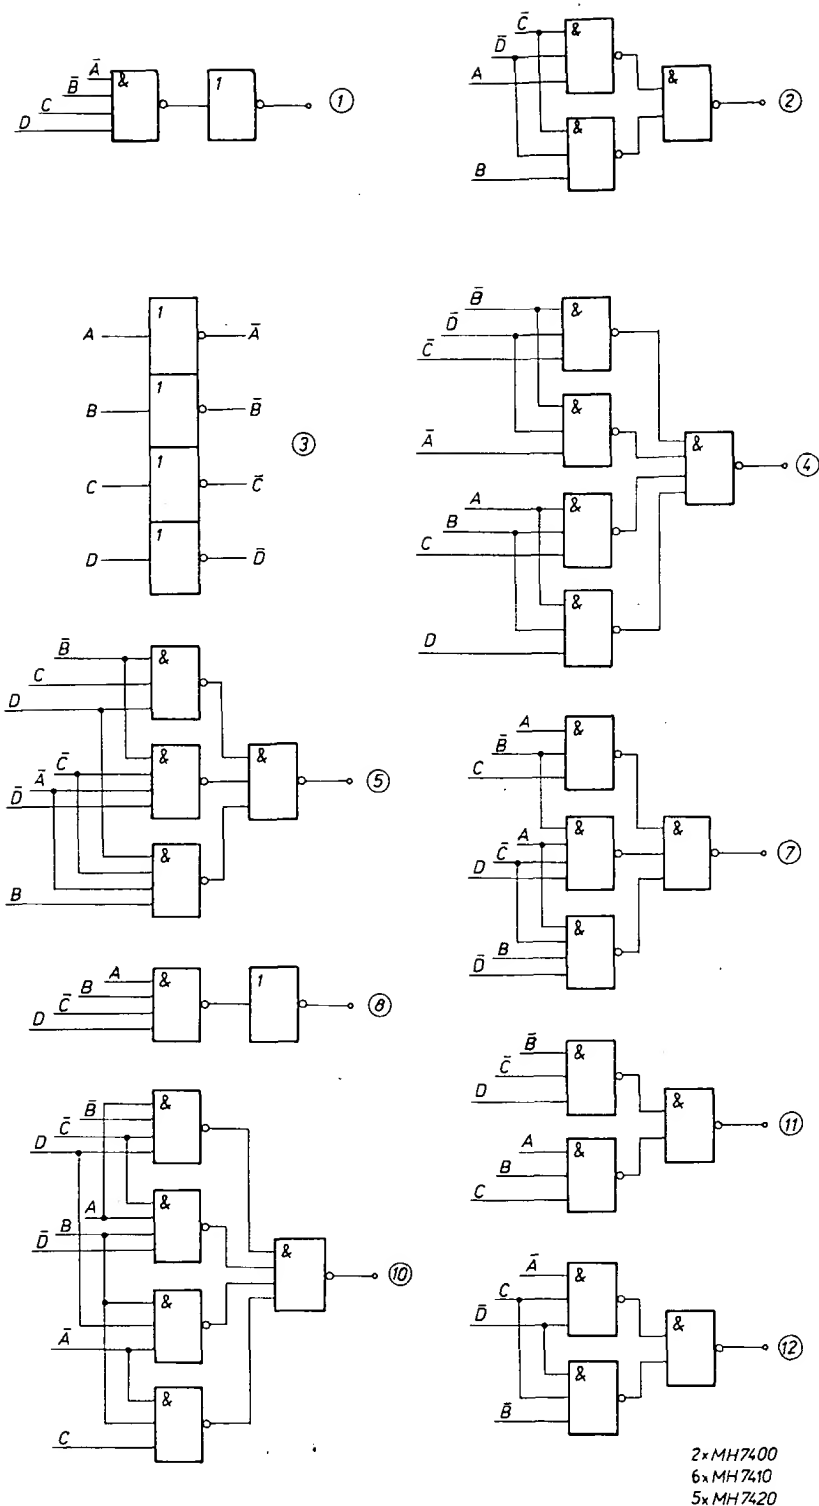 Ā & 1
B̄
C
D
①
C̄ &
D̄
A
&
&
B
②
A 1 Ā
B 1 B̄
C 1 C̄
D 1 D̄
③
B̄ &
D̄
C̄
&
Ā
&
A &
B
C
&
D
④
B̄ &
C
D
C̄ & &
Ā
D̄
&
B
⑤
A &
B̄
C
A & &
C̄
D
B &
D̄
⑦
A & 1
B
C̄
D
⑧
B̄ &
C̄
D
A &
B
D̄
&
&
Ā
&
C
⑩
B̄ &
C̄
D
&
A &
B
C
⑪
Ā &
C
D̄
&
&
B̄
⑫
2×MH7400
6×MH7410
5×MH7420